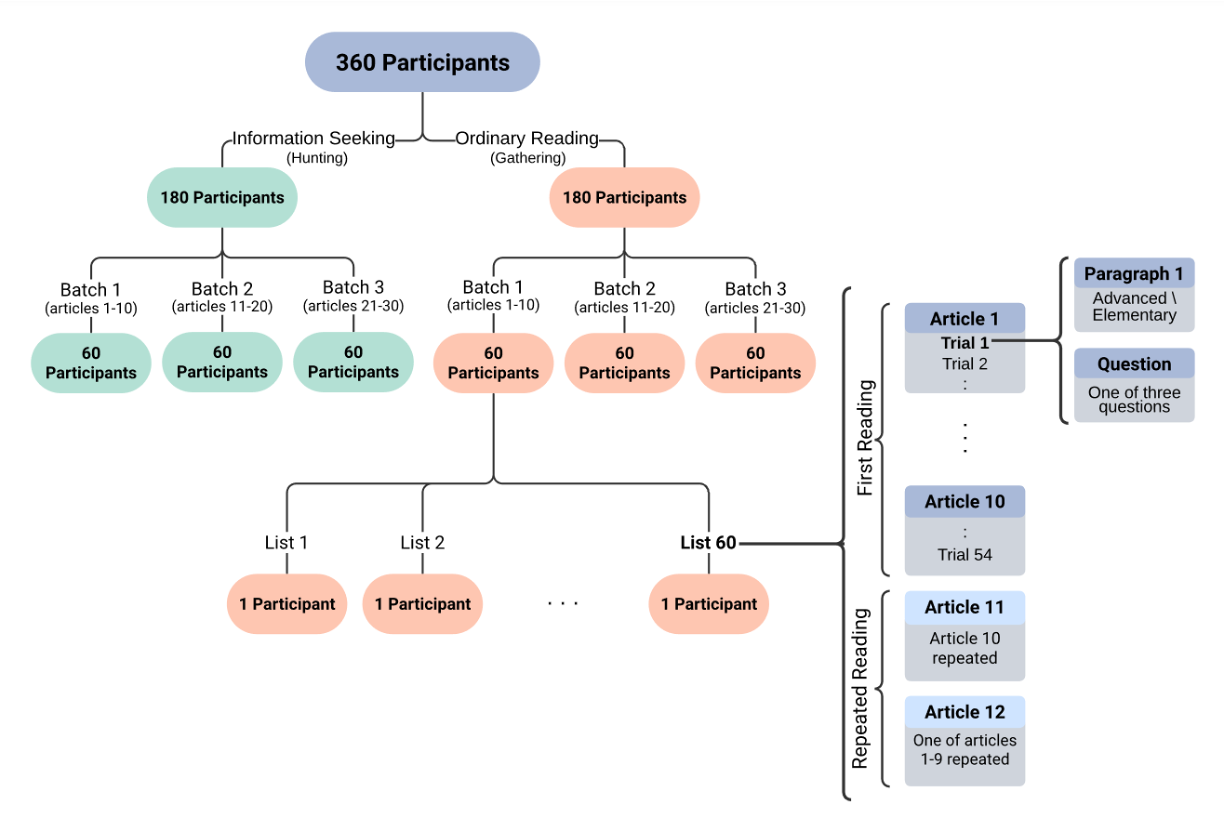 360 Participants
Information Seeking
(Hunting)
Ordinary Reading
(Gathering)
180 Participants
180 Participants
Batch 1
(articles 1-10)
Batch 2
(articles 11-20)
Batch 3
(articles 21-30)
Batch 1
(articles 1-10)
Batch 2
(articles 11-20)
Batch 3
(articles 21-30)
60
Participants
60
Participants
60
Participants
60
Participants
60
Participants
60
Participants
List 1
List 2
List 60
1 Participant
1 Participant
. . .
1 Participant
First Reading
Article 1
Trial 1
Trial 2
:
Paragraph 1
Advanced \
Elementary
Question
One of three
questions
Article 10
:
Trial 54
Repeated Reading
Article 11
Article 10
repeated
Article 12
One of articles
1-9 repeated